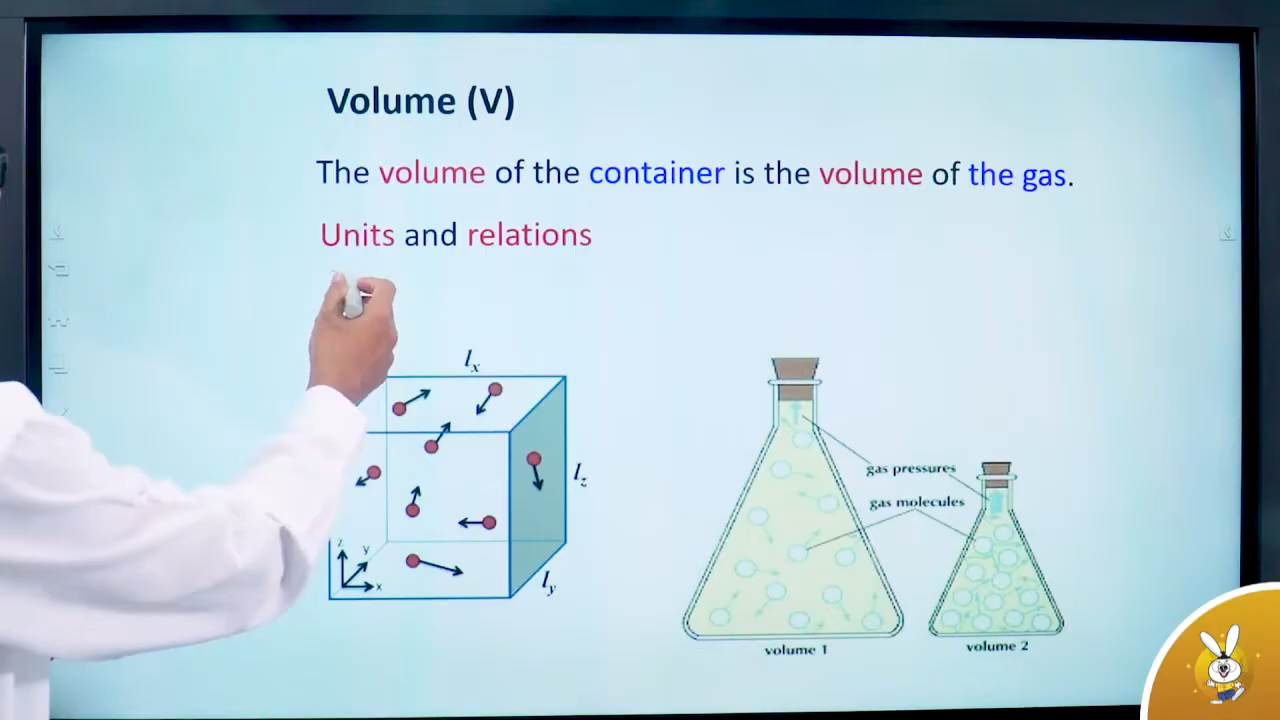 Volume (V)
The volume of the container is the volume of the gas.
Units and relations
lx
lz
ly
z
y
x
gas pressures
gas molecules
volume 1
volume 2